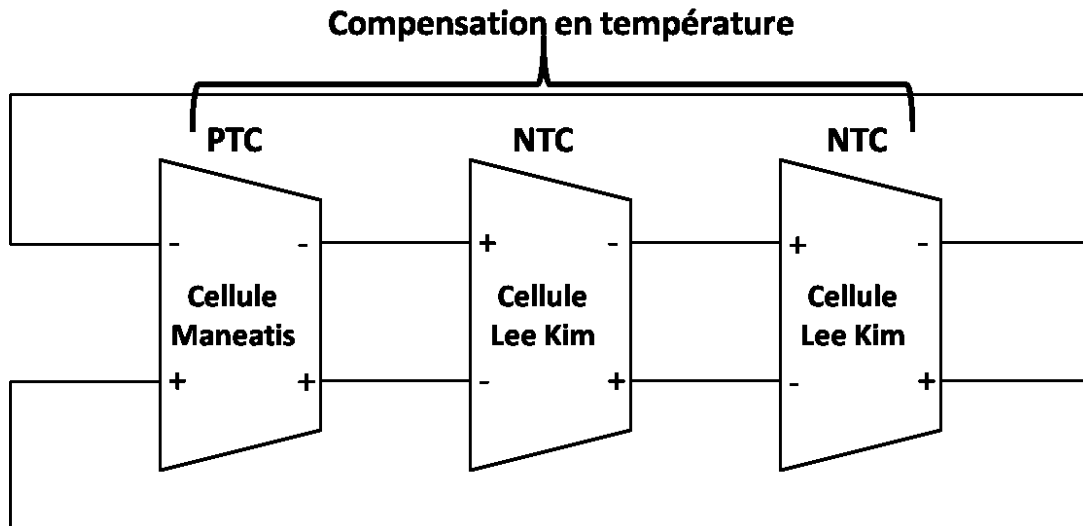 Compensation en température
PTC NTC NTC
- - + - + -
Cellule Cellule Cellule
Maneatis Lee Kim Lee Kim
+ + - + - +